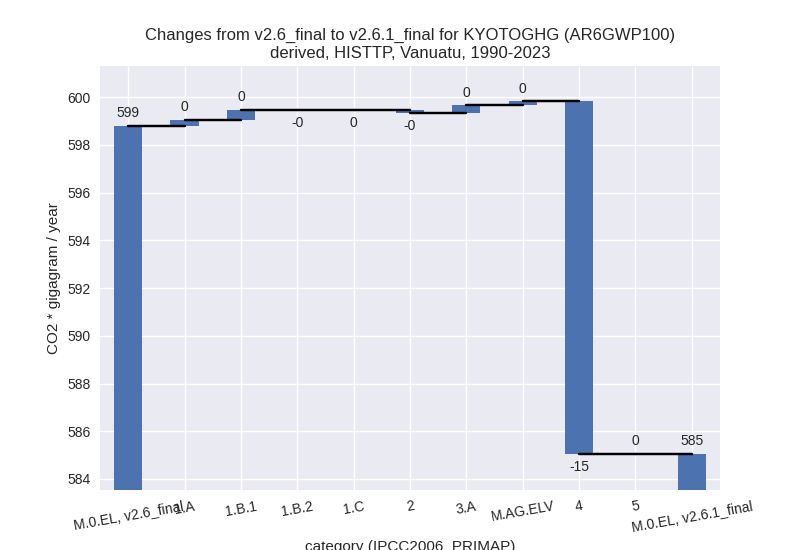 Changes from v2.6_final to v2.6.1_final for KYOTOGHG (AR6GWP100)
derived, HISTTP, Vanuatu, 1990-2023
CO2 * gigagram / year
600
598
596
594
592
590
588
586
584
599
0
0
-0
0
-0
0
0
-15
0
585
M.0.EL, v2.6_final
1.A
1.B.1
1.B.2
1.C
2
3.A
M.AG.ELV
4
5
M.0.EL, v2.6.1_final
category (IPCC2006_PRIMAP)